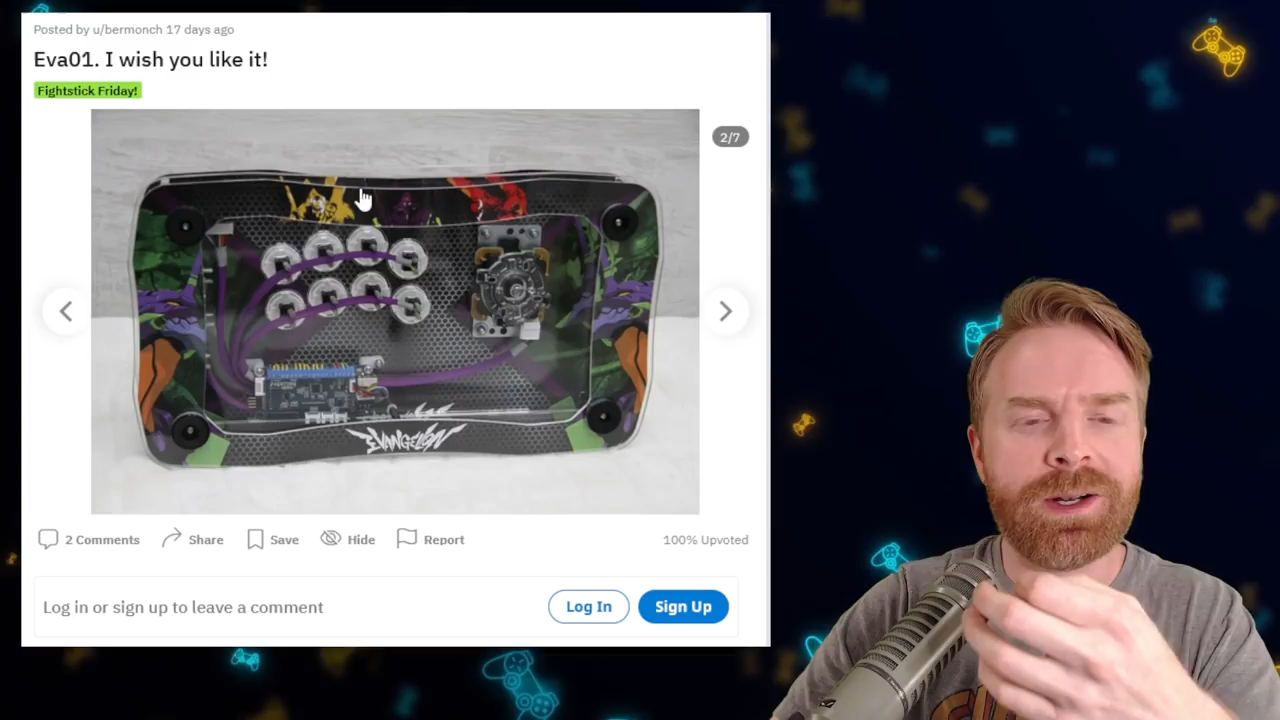 Posted by u/bermonch 17 days ago
Eva01. I wish you like it!
Fightstick Friday!
2/7
EVANGELION
2 Comments Share Save Hide Report 100% Upvoted
Log in or sign up to leave a comment Log In Sign Up